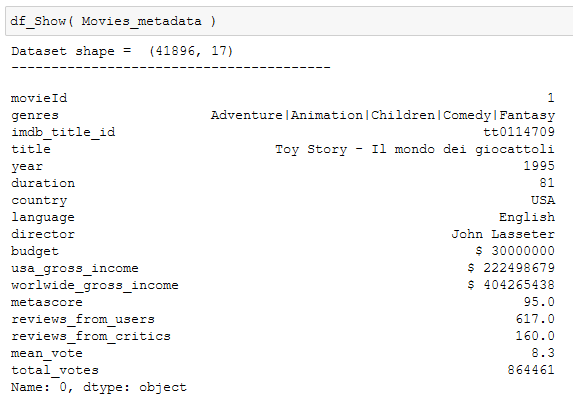 df_Show( Movies_metadata )
Dataset shape =  (41896, 17)
----------------------------------------
movieId 1
genres Adventure|Animation|Children|Comedy|Fantasy
imdb_title_id tt0114709
title Toy Story - Il mondo dei giocattoli
year 1995
duration 81
country USA
language English
director John Lasseter
budget $ 30000000
usa_gross_income $ 222498679
worlwide_gross_income $ 404265438
metascore 95.0
reviews_from_users 617.0
reviews_from_critics 160.0
mean_vote 8.3
total_votes 864461
Name: 0, dtype: object